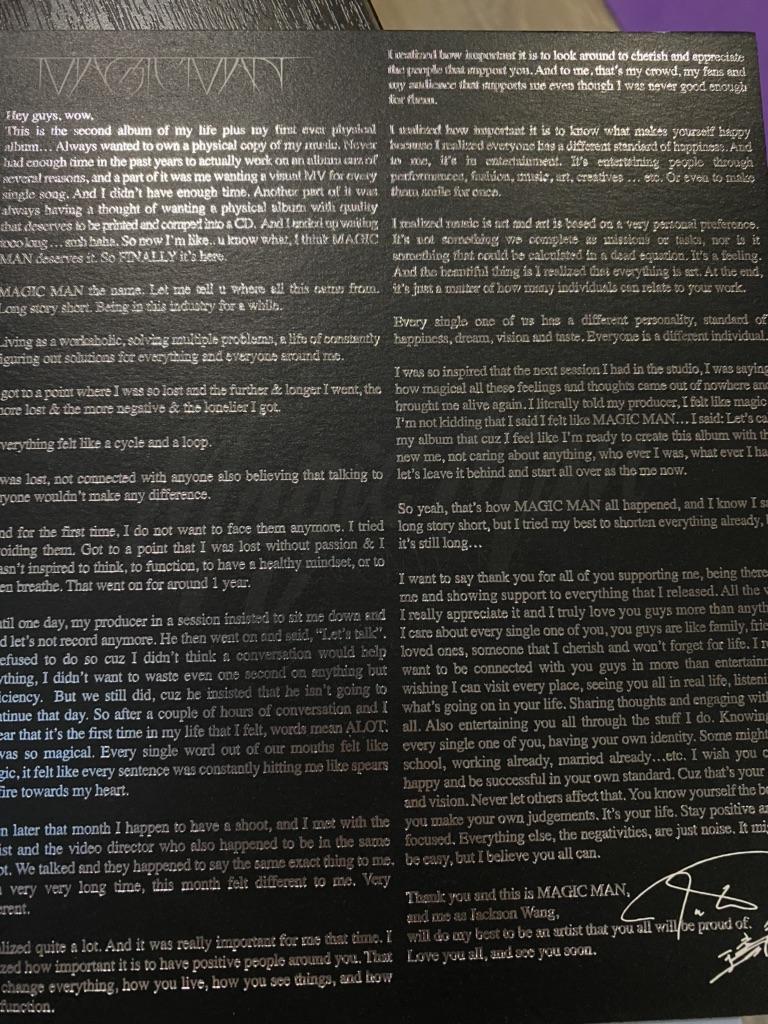 MAGICMAN
Hey guys, wow.
This is the second album of my life plus my first ever physical
album... Always wanted to own a physical copy of my music. Never
had enough time in the past years to actually work on an album cuz of
several reasons, and a part of it was me wanting a visual MV for every
single song. And I didn't have enough time. Another part of it was
always having a thought of wanting a physical album with quality
that deserves to be printed and compet into a CD. And I ended up waiting
tooo long... smh haha. So now I'm like.. u know what, I think MAGIC
MAN deserves it. So FINALLY it's here.
MAGIC MAN the name. Let me tell u where all this came from.
Long story short. Being in this industry for a while.
Living as a workaholic, solving multiple problems, a life of constantly
iguring out solutions for everything and everyone around me.
got to a point where I was so lost and the further & longer I went, the
ore lost & the more negative & the lonelier I got.
verything felt like a cycle and a loop.
was lost, not connected with anyone also believing that talking to
ryone wouldn't make any difference.
nd for the first time, I do not want to face them anymore. I tried
oiding them. Got to a point that I was lost without passion & I
asn't inspired to think, to function, to have a healthy mindset, or to
en breathe. That went on for around 1 year.
til one day, my producer in a session insisted to sit me down and
d let's not record anymore. He then went on and said, "Let's talk".
efused to do so cuz I didn't think a conversation would help
ything, I didn't want to waste even one second on anything but
iciency. But we still did, cuz he insisted that he isn't going to
tinue that day. So after a couple of hours of conversation and I
ear that it's the first time in my life that I felt, words mean ALOT.
was so magical. Every single word out of our mouths felt like
gic, it felt like every sentence was constantly hitting me like spears
fire towards my heart.
n later that month I happen to have a shoot, and I met with the
ist and the video director who also happened to be in the same
ot. We talked and they happened to say the same exact thing to me.
very very long time, this month felt different to me. Very
erent.
lized quite a lot. And it was really important for me that time. I
zed how important it is to have positive people around you. That
change everything, how you live, how you see things, and how
function.
I realized how important it is to look around to cherish and appreciate
the people that support you. And to me, that's my crowd, my fans and
my audience that supports me even though I was never good enough
for them.
I realized how important it is to know what makes yourself happy
because I realized everyone has a different standard of happiness. And
to me, it's in entertainment. It's entertaining people through
performances, fashion, music, art, creatives ... etc. Or even to make
them smile for once.
I realized music is art and art is based on a very personal preference.
It's not something we complete as missions or tasks, nor is it
something that could be calculated in a dead equation. It's a feeling.
And the beautiful thing is I realized that everything is art. At the end,
it's just a matter of how many individuals can relate to your work.
Every single one of us has a different personality, standard of
happiness, dream, vision and taste. Everyone is a different individual.
I was so inspired that the next session I had in the studio, I was saying
how magical all these feelings and thoughts came out of nowhere and
brought me alive again. I literally told my producer, I felt like magic
I'm not kidding that I said I felt like MAGIC MAN... I said: Let's ca
my album that cuz I feel like I'm ready to create this album with th
new me, not caring about anything, who ever I was, what ever I ha
let's leave it behind and start all over as the me now.
So yeah, that's how MAGIC MAN all happened, and I know I sa
long story short, but I tried my best to shorten everything already,
it's still long...
I want to say thank you for all of you supporting me, being there
me and showing support to everything that I released. All the
I really appreciate it and I truly love you guys more than anyth
I care about every single one of you, you guys are like family, frie
loved ones, someone that I cherish and won't forget for life. I r
want to be connected with you guys in more than entertainr
wishing I can visit every place, seeing you all in real life, listeni
what's going on in your life. Sharing thoughts and engaging with
all. Also entertaining you all through the stuff I do. Knowing
every single one of you, having your own identity. Some might
school, working already, married already...etc. I wish you c
happy and be successful in your own standard. Cuz that's your
and vision. Never let others affect that. You know yourself the be
you make your own judgements. It's your life. Stay positive an
focused. Everything else, the negativities, are just noise. It mi
be easy, but I believe you all can.
Thank you and this is MAGIC MAN,
and me as Jackson Wang,
will do my best to be an artist that you all will be proud of.
Love you all, and see you soon.